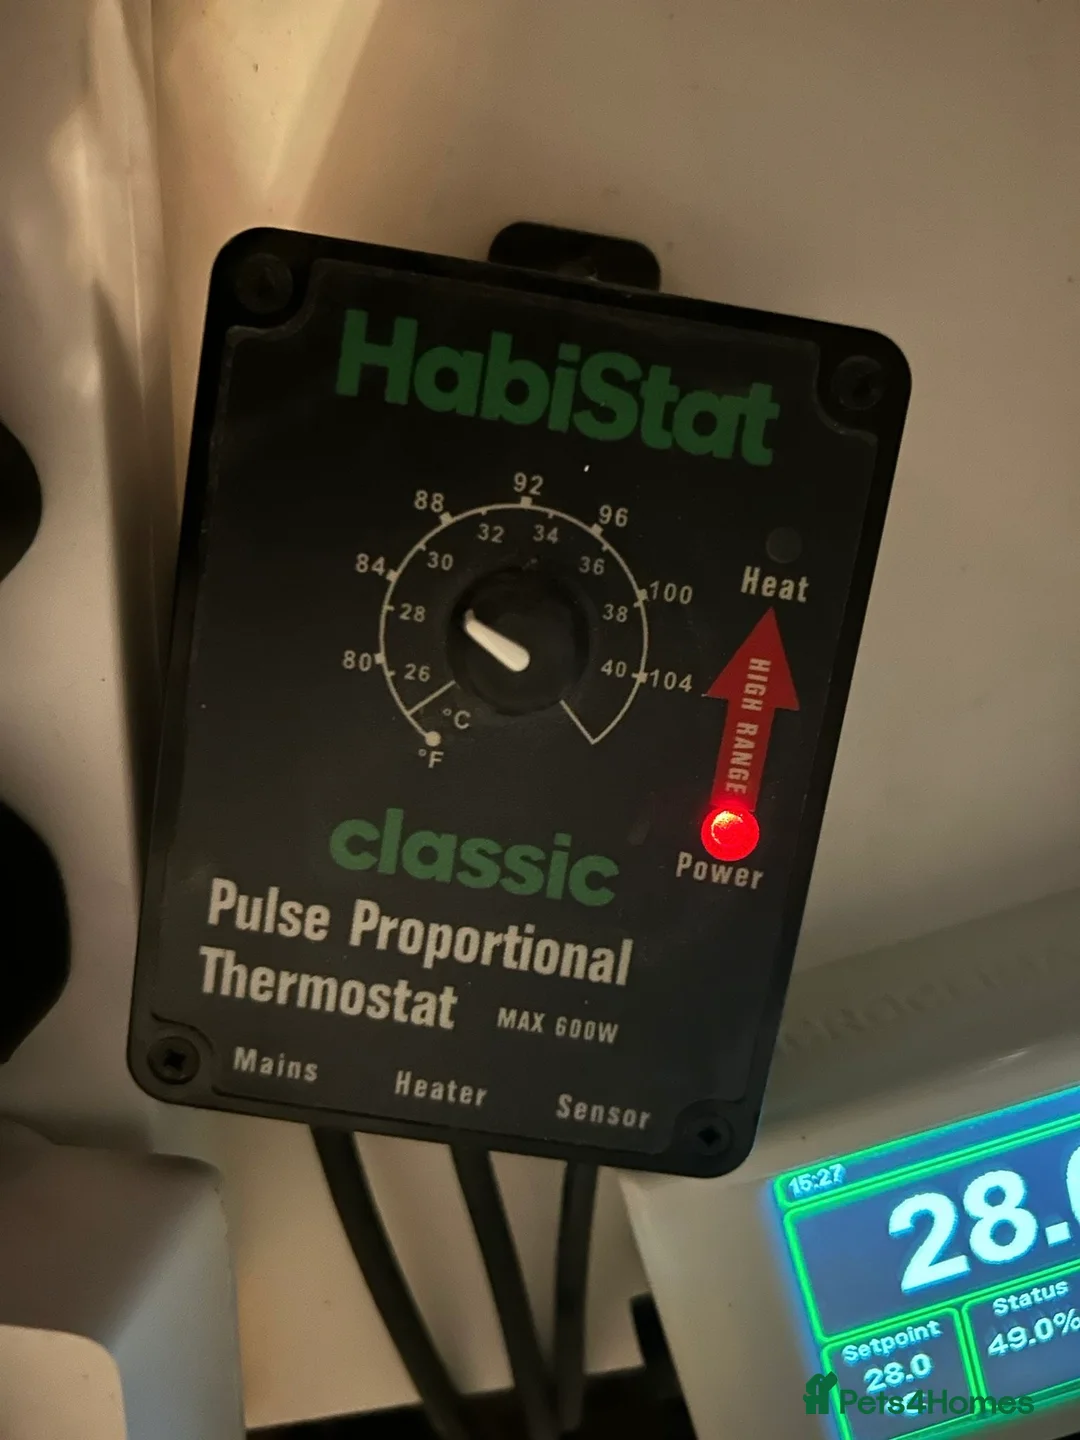 HabiStat
92
88
96
32
34
84
30
36
100
28
38
80
26
40
104
°C
°F
Heat
HIGH RANGE
Power
classic
Pulse Proportional
Thermostat MAX 600W
Mains Heater Sensor
15:27
28.
Setpoint
28.0
Status
49.0%
Pets4Homes